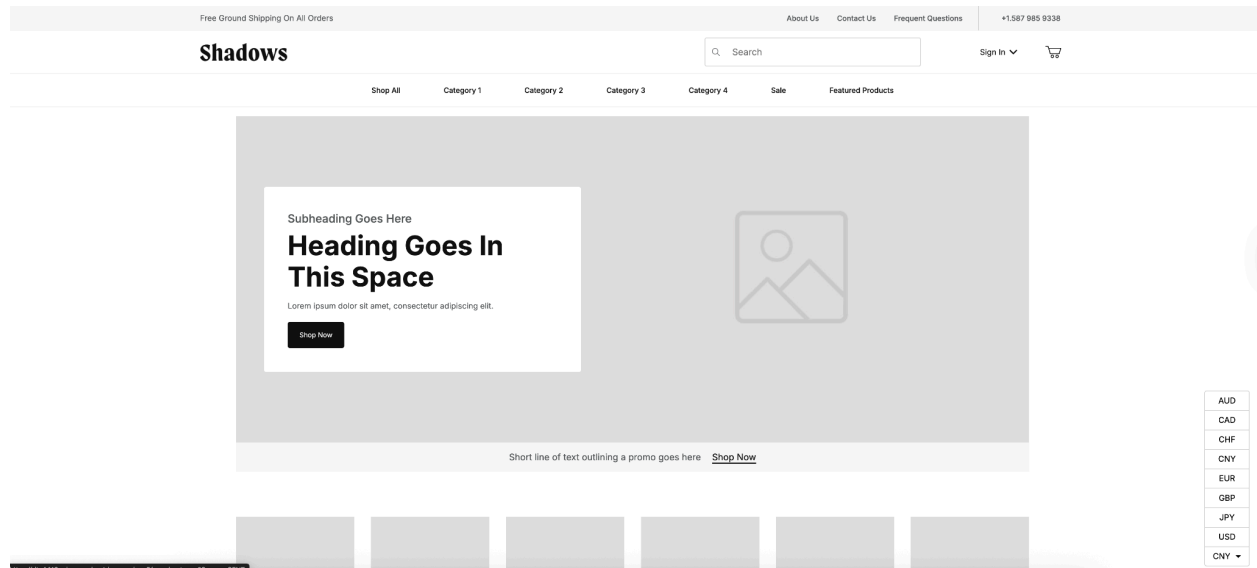 Free Ground Shipping On All Orders
About Us Contact Us Frequent Questions +1.587 985 9338
Shadows
Search
Sign In
Shop All Category 1 Category 2 Category 3 Category 4 Sale Featured Products
Subheading Goes Here
Heading Goes In
This Space
Lorem ipsum dolor sit amet, consectetur adipiscing elit.
Shop Now
Short line of text outlining a promo goes here Shop Now
AUD
CAD
CHF
CNY
EUR
GBP
JPY
USD
CNY